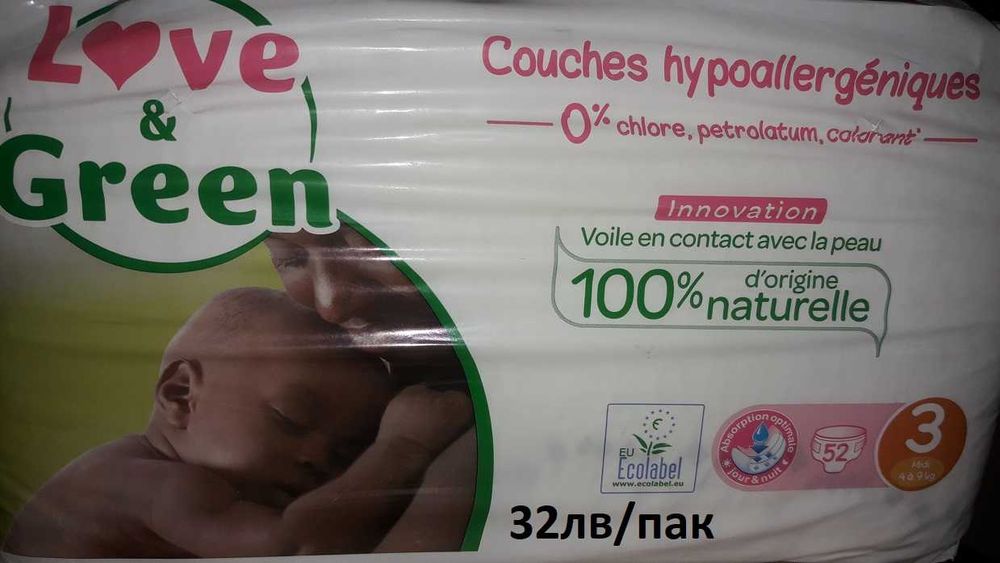 Love
&
Green
Couches hypoallergéniques
0% chlore, petrolatum, colorant*
Innovation
Voile en contact avec la peau
100% d'origine
naturelle
EU
Ecolabel
www.ecolabel.eu
Absorption optimale
jour & nuit
52
3
Midi
4 à 9 kg
32лв/пак